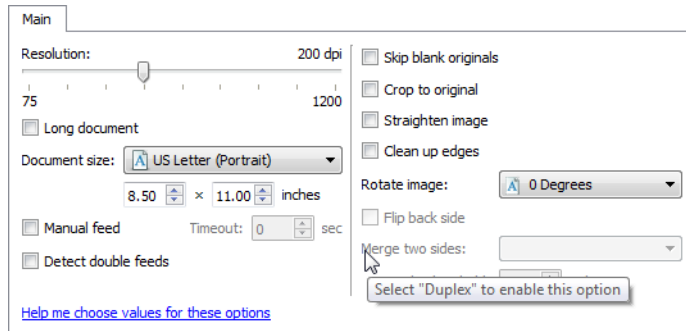 Main
Resolution: 200 dpi
75 1200
Long document
Document size: US Letter (Portrait)
8.50 × 11.00 inches
Manual feed Timeout: 0 sec
Detect double feeds
Help me choose values for these options
Skip blank originals
Crop to original
Straighten image
Clean up edges
Rotate image: 0 Degrees
Flip back side
Merge two sides:
Select "Duplex" to enable this option